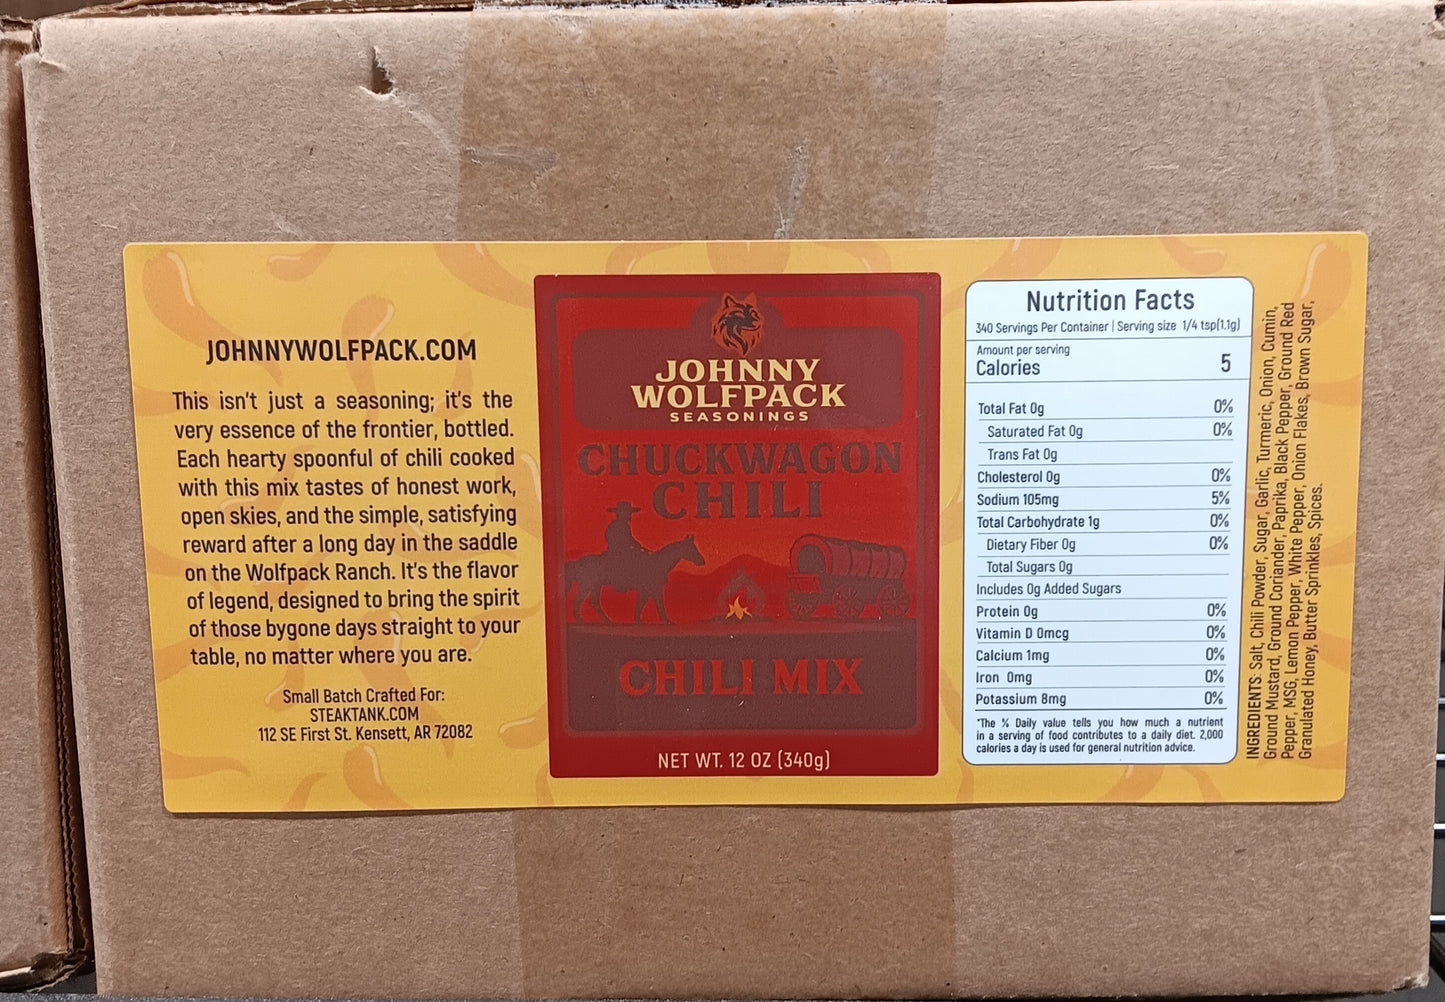 JOHNNYWOLFPACK.COM
This isn't just a seasoning; it's the
very essence of the frontier, bottled.
Each hearty spoonful of chili cooked
with this mix tastes of honest work,
open skies, and the simple, satisfying
reward after a long day in the saddle
on the Wolfpack Ranch. It's the flavor
of legend, designed to bring the spirit
of those bygone days straight to your
table, no matter where you are.
Small Batch Crafted For:
STEAKTANK.COM
112 SE First St. Kensett, AR 72082
JOHNNY
WOLFPACK
SEASONINGS
CHUCKWAGON
CHILI
CHILI MIX
NET WT. 12 OZ (340g)
Nutrition Facts
340 Servings Per Container | Serving size 1/4 tsp(1.1g)
Amount per serving
Calories 5
Total Fat 0g 0%
Saturated Fat 0g 0%
Trans Fat 0g
Cholesterol 0g 0%
Sodium 105mg 5%
Total Carbohydrate 1g 0%
Dietary Fiber 0g 0%
Total Sugars 0g
Includes 0g Added Sugars
Protein 0g 0%
Vitamin D 0mcg 0%
Calcium 1mg 0%
Iron 0mg 0%
Potassium 8mg 0%
*The % Daily value tells you how much a nutrient
in a serving of food contributes to a daily diet. 2,000
calories a day is used for general nutrition advice.
INGREDIENTS: Salt, Chili Powder, Sugar, Garlic, Turmeric, Onion, Cumin,
Ground Mustard, Ground Coriander, Paprika, Black Pepper, Ground Red
Pepper, MSG, Lemon Pepper, White Pepper, Onion Flakes, Brown Sugar,
Granulated Honey, Butter Sprinkles, Spices.